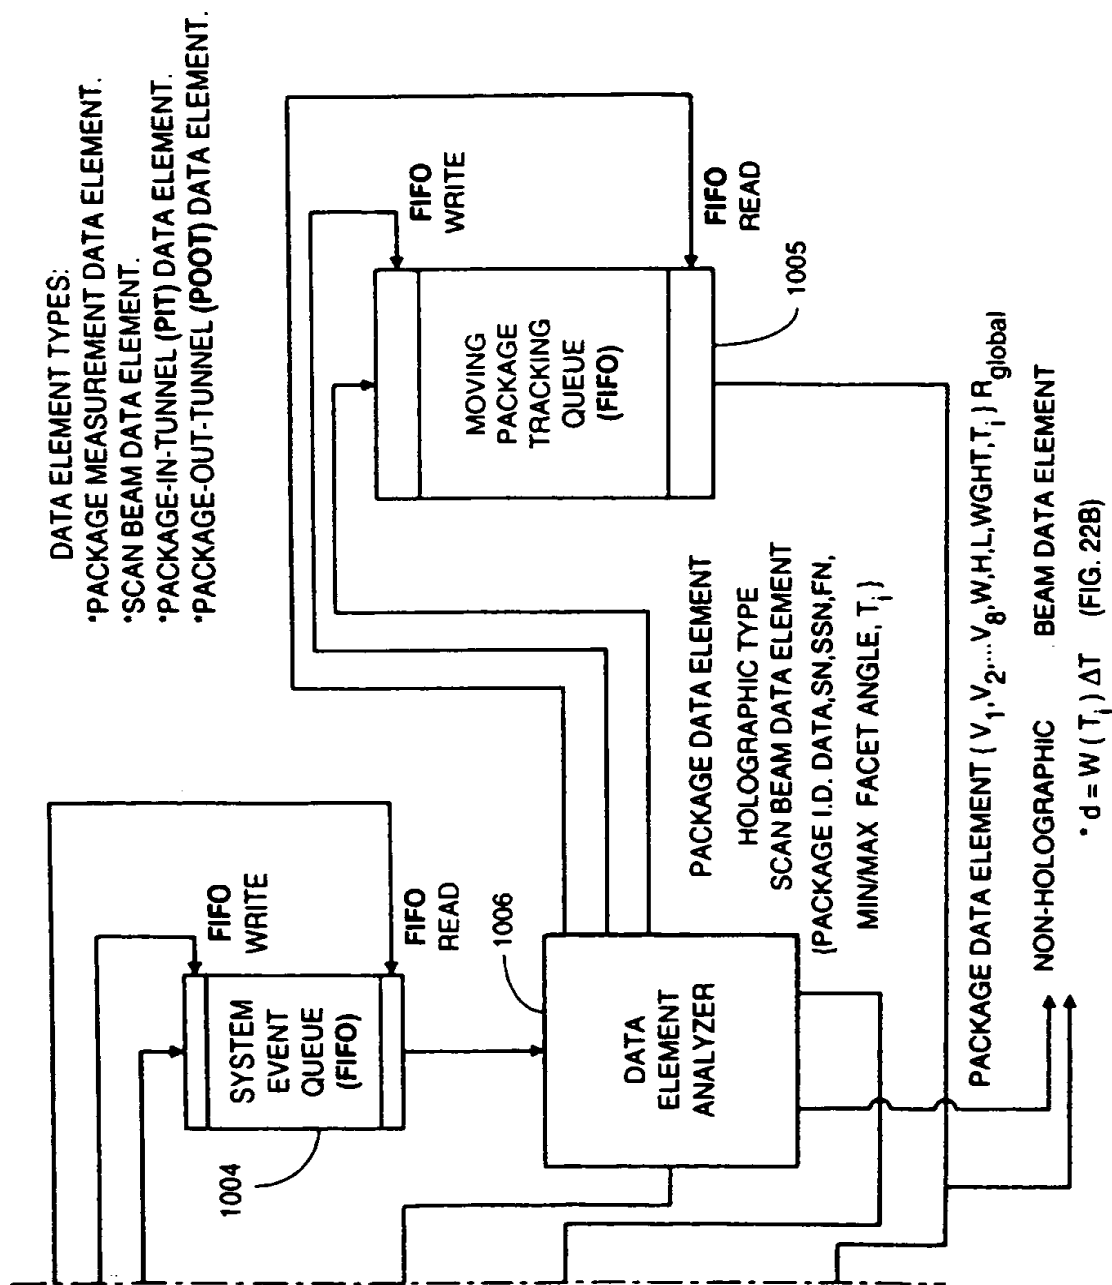 DATA ELEMENT TYPES:
*PACKAGE MEASUREMENT DATA ELEMENT.
*SCAN BEAM DATA ELEMENT.
*PACKAGE-IN-TUNNEL (PIT) DATA ELEMENT.
*PACKAGE-OUT-TUNNEL (POOT) DATA ELEMENT.
FIFO
WRITE
SYSTEM
EVENT
QUEUE
(FIFO)
1004
FIFO
READ
1006
DATA
ELEMENT
ANALYZER
FIFO
WRITE
MOVING
PACKAGE
TRACKING
QUEUE
(FIFO)
FIFO
READ
1005
PACKAGE DATA ELEMENT
HOLOGRAPHIC TYPE
SCAN BEAM DATA ELEMENT
{PACKAGE I.D. DATA,SN,SSN,FN,
MIN/MAX FACET ANGLE, Ti}
PACKAGE DATA ELEMENT {V1,V2,...V8,W,H,L,WGHT,Ti} Rglobal
NON-HOLOGRAPHIC BEAM DATA ELEMENT
* d = W (Ti) ΔT (FIG. 22B)